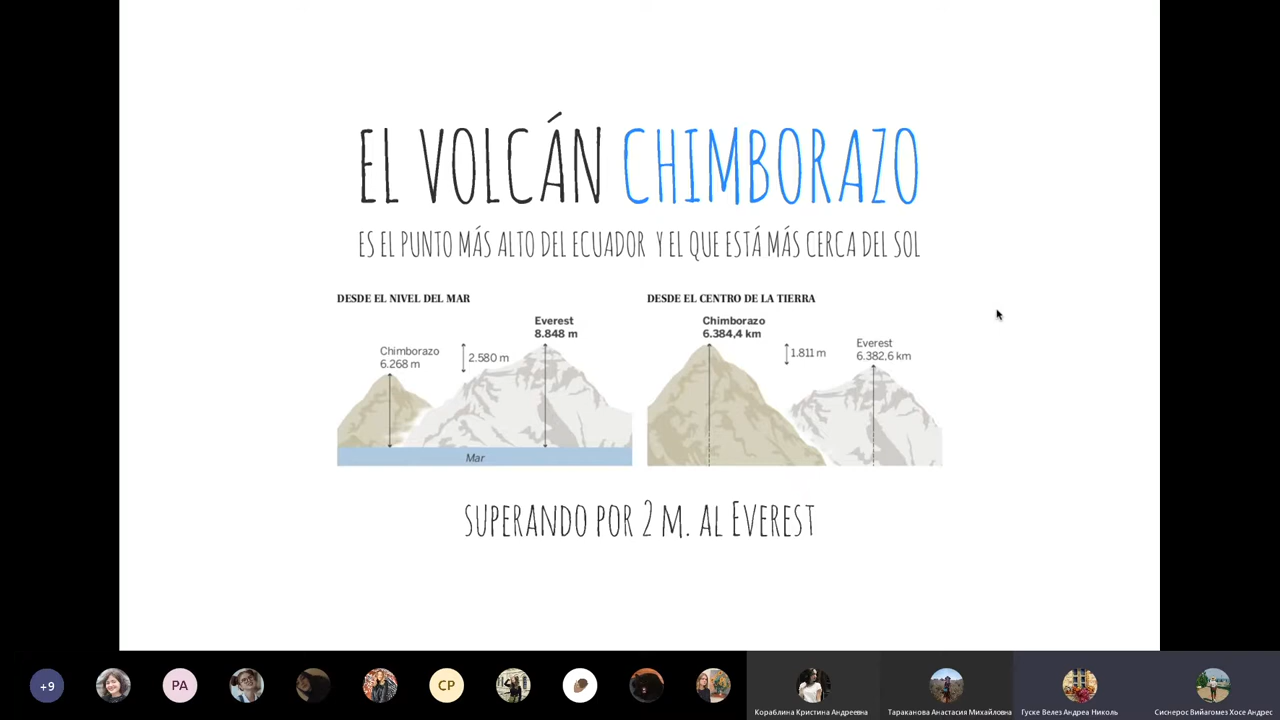 EL VOLCÁN CHIMBORAZO
ES EL PUNTO MÁS ALTO DEL ECUADOR Y EL QUE ESTÁ MÁS CERCA DEL SOL
DESDE EL NIVEL DEL MAR
Everest
8.848 m
Chimborazo
6.268 m
2.580 m
Mar
DESDE EL CENTRO DE LA TIERRA
Chimborazo
6.384,4 km
1.811 m
Everest
6.382,6 km
SUPERANDO POR 2 M. AL EVEREST
+9
PA
CP
Кораблина Кристина Андреевна
Тараканова Анастасия Михайловна
Гуске Велез Андреа Николь
Сиснерос Вийагомез Хосе Андрес